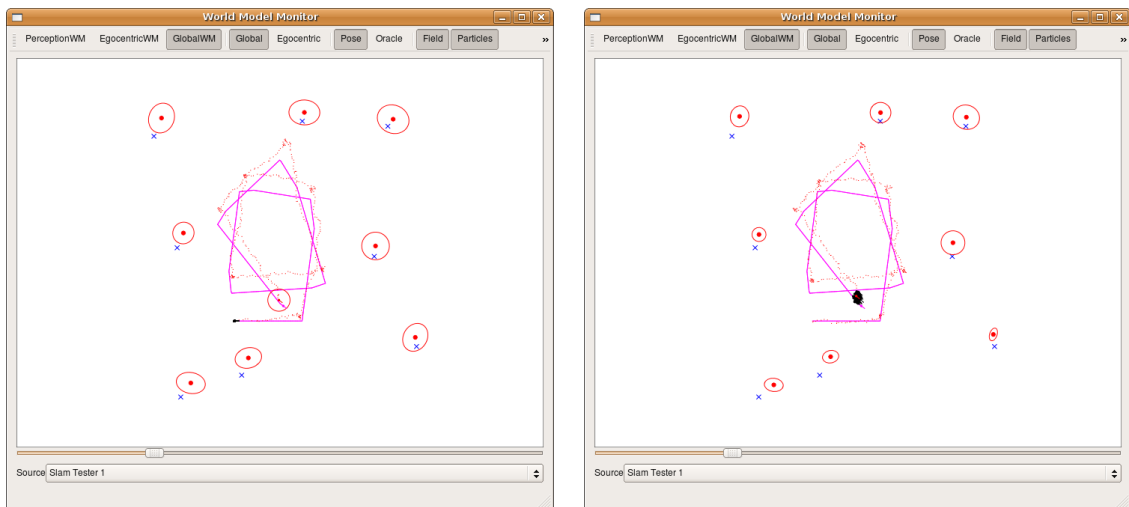 World Model Monitor
PerceptionWM EgocentricWM GlobalWM Global Egocentric Pose Oracle Field Particles »
Source Slam Tester 1
World Model Monitor
PerceptionWM EgocentricWM GlobalWM Global Egocentric Pose Oracle Field Particles »
Source Slam Tester 1